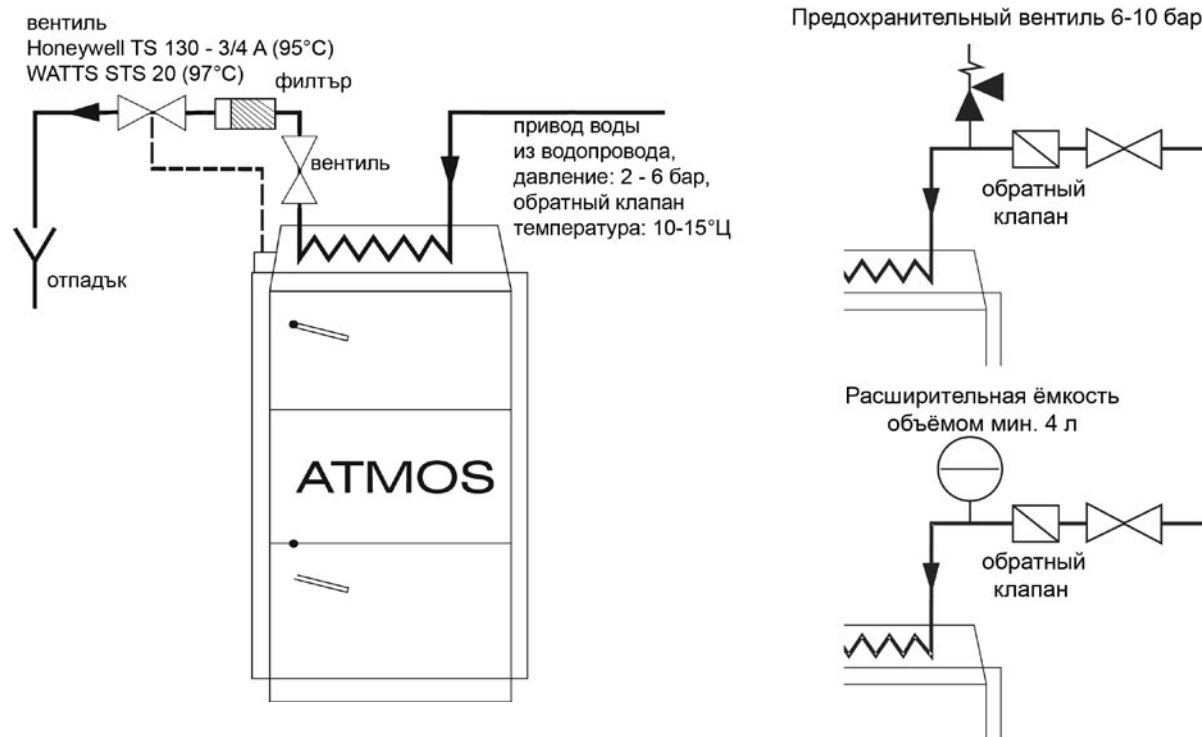 вентиль
Honeywell TS 130 - 3/4 A (95°C)
WATTS STS 20 (97°C)
филтър
вентиль
привод воды
из водопровода,
давление: 2 - 6 бар,
обратный клапан
температура: 10-15°Ц
отпадък
ATMOS
Предохранительный вентиль 6-10 бар
обратный
клапан
Расширительная ёмкость
объёмом мин. 4 л
обратный
клапан